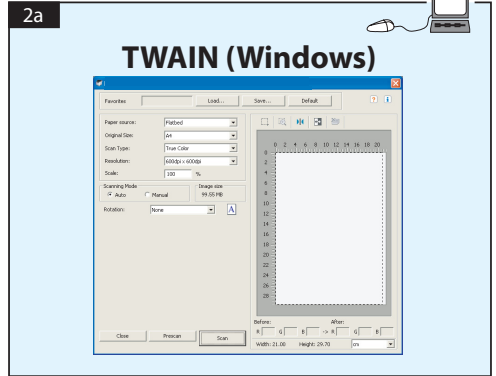 2a
TWAIN (Windows)
Favorites Load... Save... Default ? i
Paper source: Flatbed
Original Size: A4
Scan Type: True Color
Resolution: 600dpi x 600dpi
Scale: 100 %
Scanning Mode Image size
Auto Manual 99.55 MB
Rotation: None A
0 2 4 6 8 10 12 14 16 18 20
0
2
4
6
8
10
12
14
16
18
20
22
24
26
28
Before: After:
R G B -> R G B
Close Prescan Scan
Width: 21.00 Height: 29.70 cm